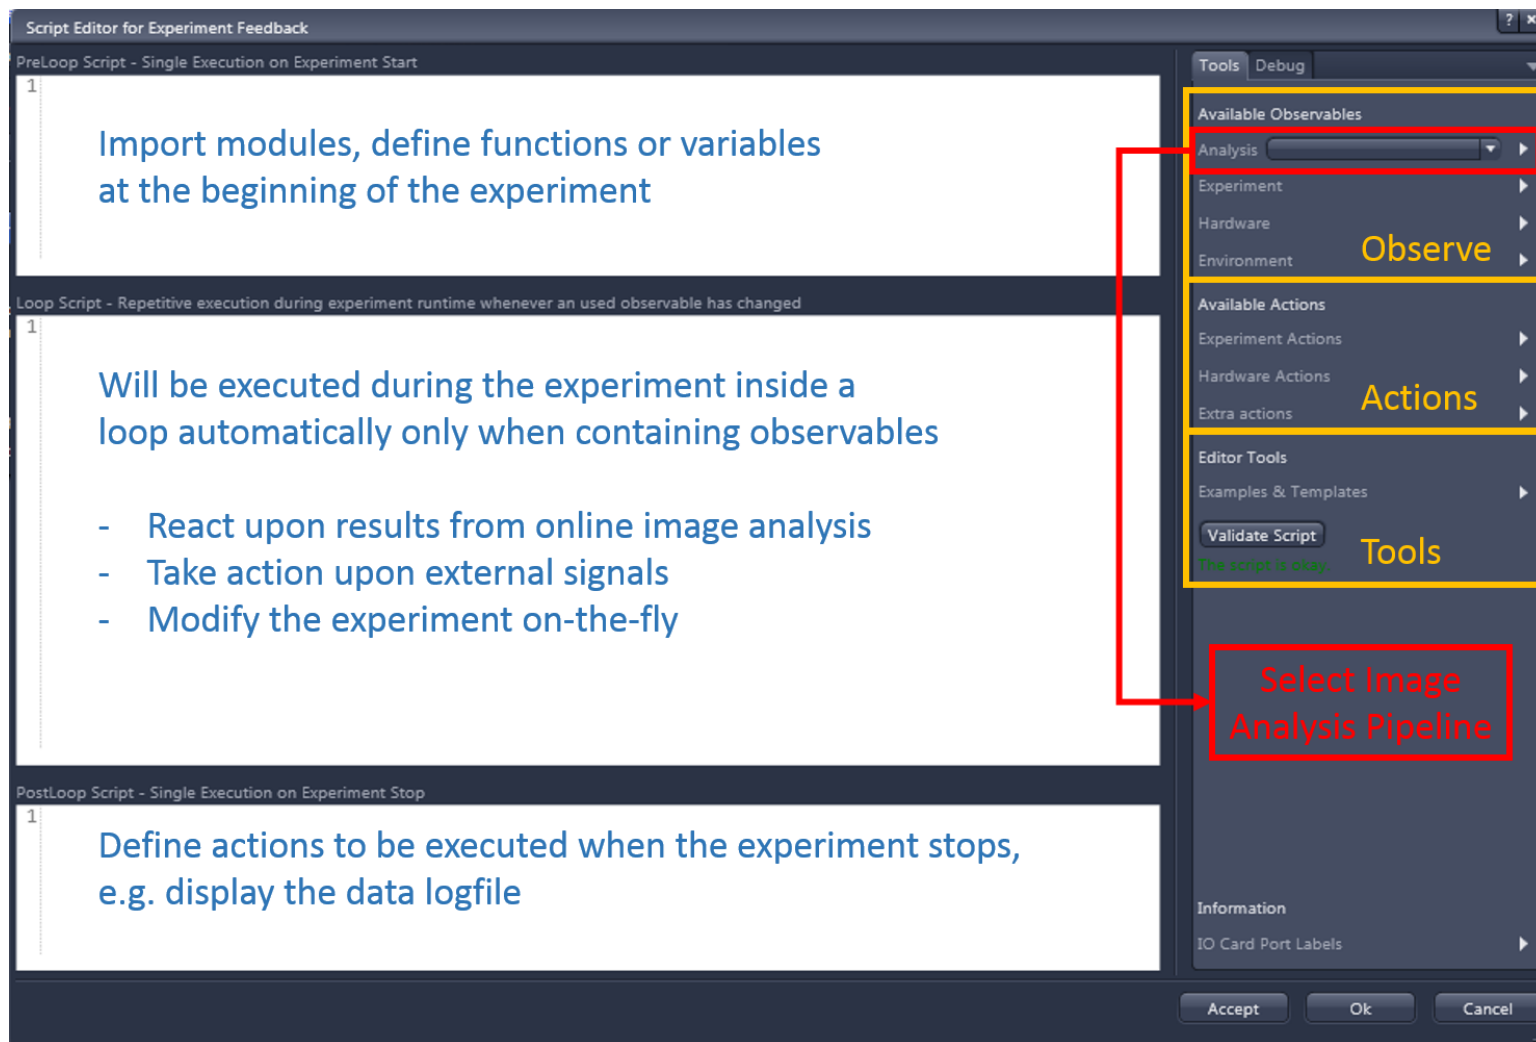 Script Editor for Experiment Feedback
PreLoop Script - Single Execution on Experiment Start
1
Import modules, define functions or variables
at the beginning of the experiment
Loop Script - Repetitive execution during experiment runtime whenever an used observable has changed
1
Will be executed during the experiment inside a
loop automatically only when containing observables
- React upon results from online image analysis
- Take action upon external signals
- Modify the experiment on-the-fly
PostLoop Script - Single Execution on Experiment Stop
1
Define actions to be executed when the experiment stops,
e.g. display the data logfile
Tools Debug
Available Observables
Analysis
Experiment
Hardware
Environment
Observe
Available Actions
Experiment Actions
Hardware Actions
Extra actions
Actions
Editor Tools
Examples & Templates
Validate Script
The script is okay
Tools
Select Image
Analysis Pipeline
Information
IO Card Port Labels
Accept Ok Cancel